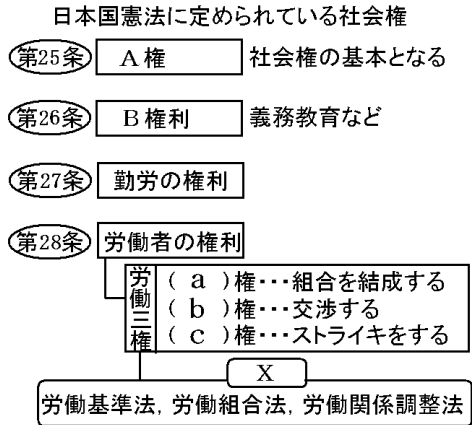 日本国憲法に定められている社会権
第25条 A権 社会権の基本となる
第26条 B権利 義務教育など
第27条 勤労の権利
第28条 労働者の権利
労働三権
( a )権…組合を結成する
( b )権…交渉する
( c )権…ストライキをする
X
労働基準法, 労働組合法, 労働関係調整法